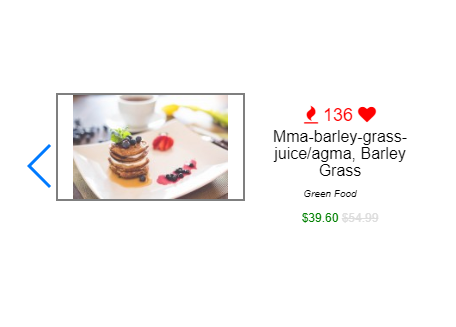 136
Mma-barley-grass-
juice/agma, Barley
Grass
Green Food
$39.60 $54.99